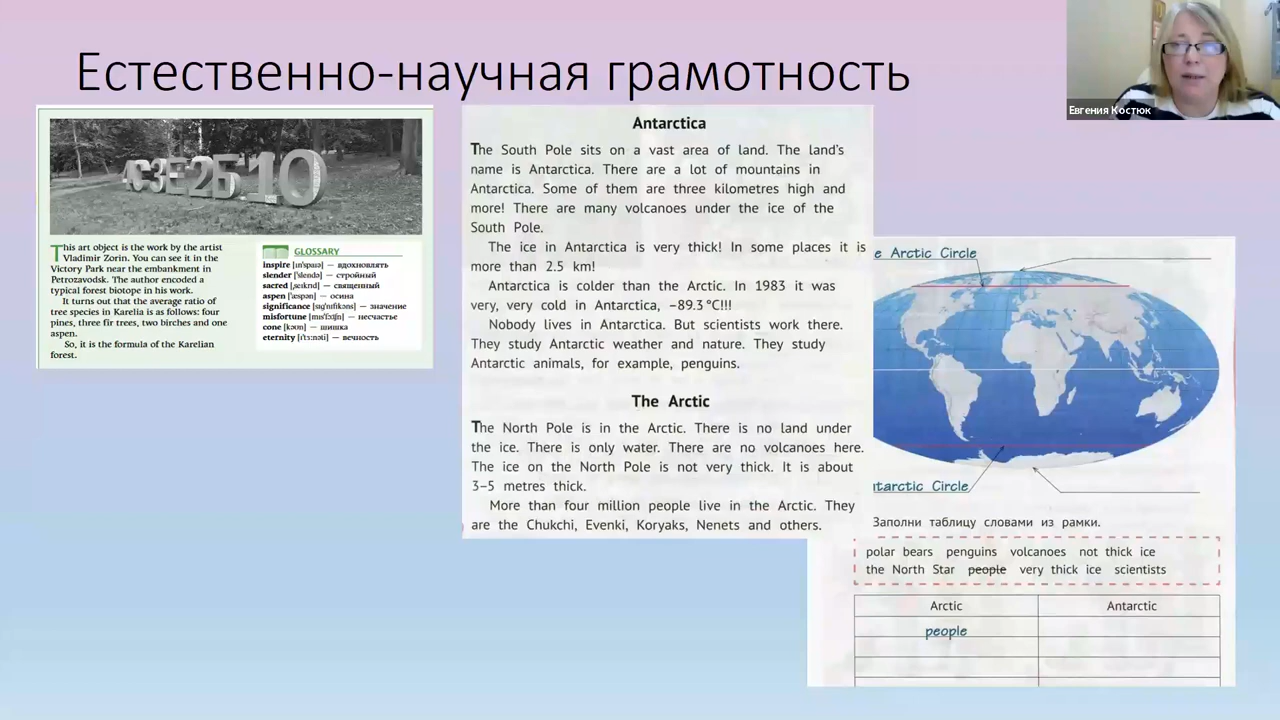 Естественно-научная грамотность
Евгения Костюк
4С3Е2Б1О
This art object is the work by the artist
Vladimir Zorin. You can see it in the
Victory Park near the embankment in
Petrozavodsk. The author encoded a
typical forest biotope in his work.
It turns out that the average ratio of
tree species in Karelia is as follows: four
pines, three fir trees, two birches and one
aspen.
So, it is the formula of the Karelian
forest.
GLOSSARY
inspire [ɪn'spaɪə] — вдохновлять
slender ['slendə] — стройный
sacred ['seɪkrɪd] — священный
aspen ['æspən] — осина
significance [sɪg'nɪfɪkəns] — значение
misfortune [mɪs'fɔːtʃn] — несчастье
cone [kəʊn] — шишка
eternity [ɪ'tɜːnəti] — вечность
Antarctica
The South Pole sits on a vast area of land. The land's
name is Antarctica. There are a lot of mountains in
Antarctica. Some of them are three kilometres high and
more! There are many volcanoes under the ice of the
South Pole.
The ice in Antarctica is very thick! In some places it is
more than 2.5 km!
Antarctica is colder than the Arctic. In 1983 it was
very, very cold in Antarctica, –89.3 °C!!!
Nobody lives in Antarctica. But scientists work there.
They study Antarctic weather and nature. They study
Antarctic animals, for example, penguins.
The Arctic
The North Pole is in the Arctic. There is no land under
the ice. There is only water. There are no volcanoes here.
The ice on the North Pole is not very thick. It is about
3–5 metres thick.
More than four million people live in the Arctic. They
are the Chukchi, Evenki, Koryaks, Nenets and others.
e Arctic Circle
tarctic Circle
Заполни таблицу словами из рамки.
polar bears penguins volcanoes not thick ice
the North Star people very thick ice scientists
Arctic Antarctic
people